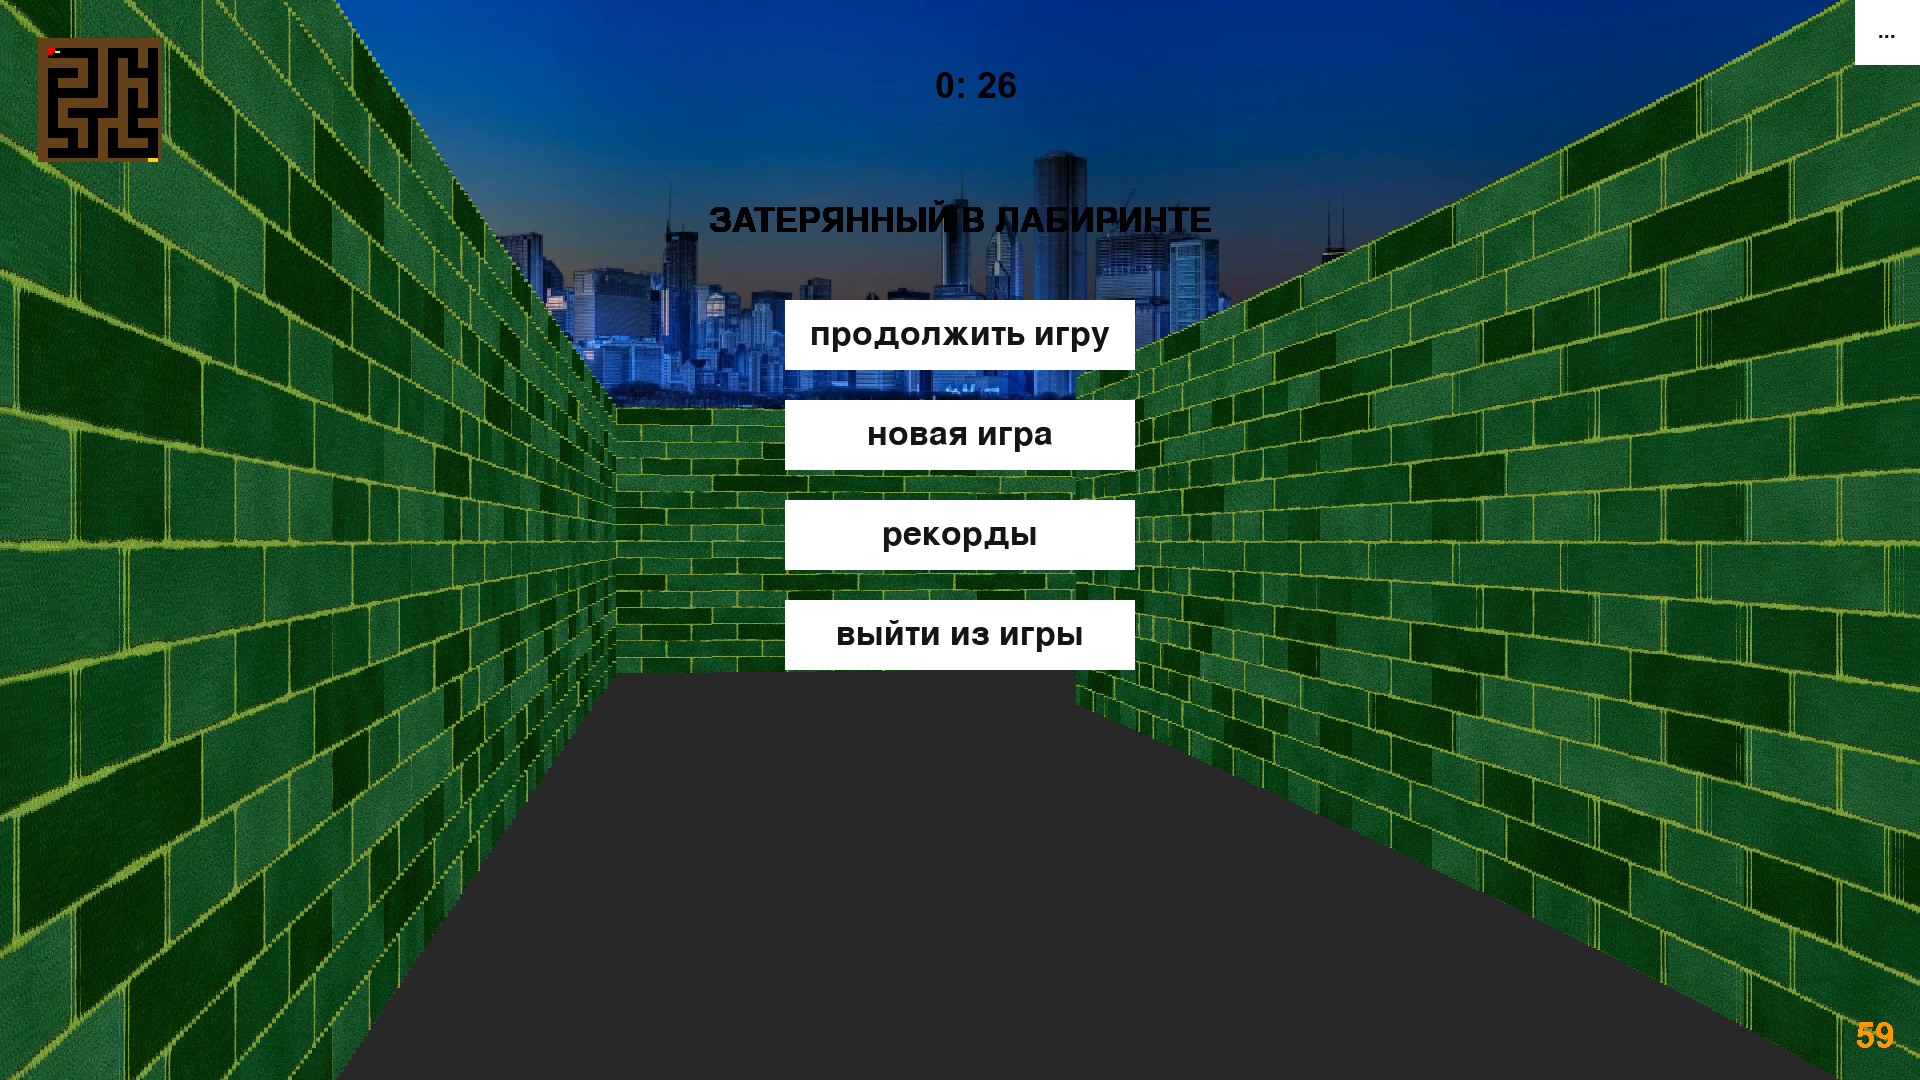 ...
0: 26
ЗАТЕРЯННЫЙ В ЛАБИРИНТЕ
продолжить игру
новая игра
рекорды
выйти из игры
59